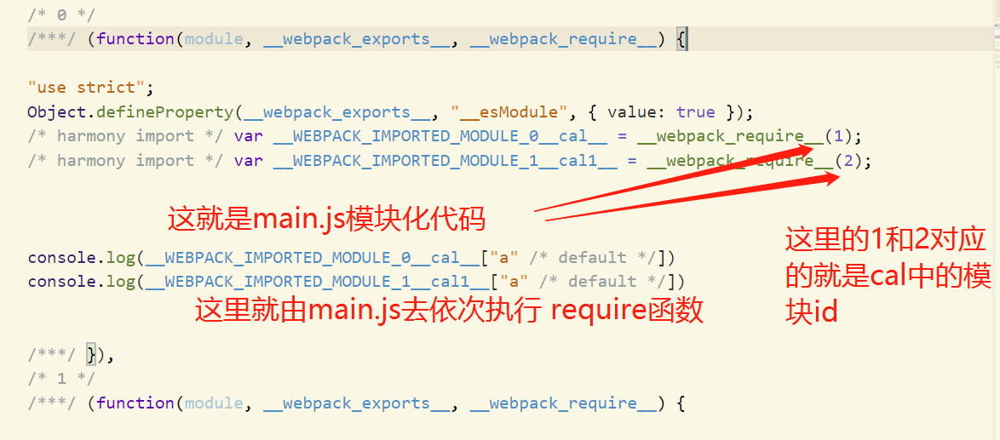 /* 0 */
/***/ (function(module, __webpack_exports__, __webpack_require__) {
"use strict";
Object.defineProperty(__webpack_exports__, "__esModule", { value: true });
/* harmony import */ var __WEBPACK_IMPORTED_MODULE_0__cal__ = __webpack_require__(1);
/* harmony import */ var __WEBPACK_IMPORTED_MODULE_1__cal1__ = __webpack_require__(2);
这就是main.js模块化代码
这里的1和2对应
的就是cal中的模
块id
console.log(__WEBPACK_IMPORTED_MODULE_0__cal__["a" /* default */])
console.log(__WEBPACK_IMPORTED_MODULE_1__cal1__["a" /* default */])
这里就由main.js去依次执行 require函数
/***/ }),
/* 1 */
/***/ (function(module, __webpack_exports__, __webpack_require__) {